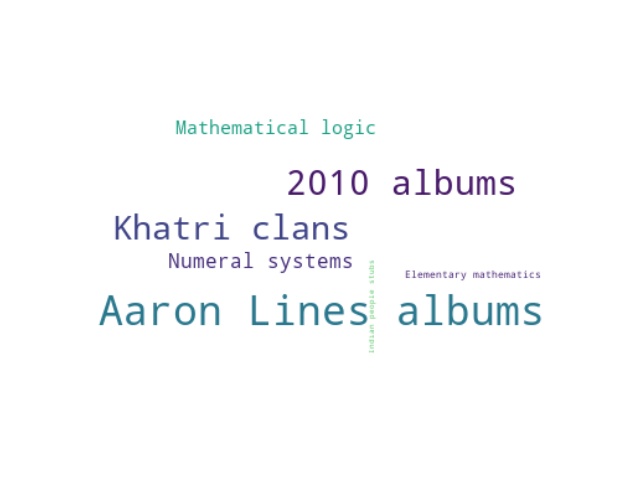 Mathematical logic
2010 albums
Khatri clans
Numeral systems
Elementary mathematics
Indian people stubs
Aaron Lines albums